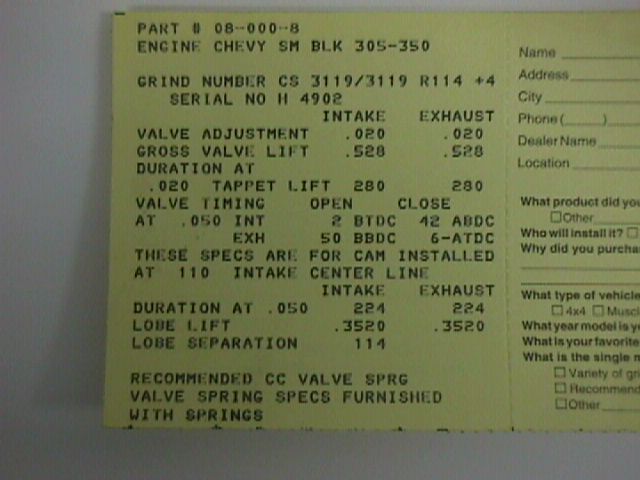 PART # 08-000-8
ENGINE CHEVY SM BLK 305-350
GRIND NUMBER CS 3119/3119 R114 +4
SERIAL NO H 4902
INTAKE EXHAUST
VALVE ADJUSTMENT .020 .020
GROSS VALVE LIFT .528 .528
DURATION AT
.020 TAPPET LIFT 280 280
VALVE TIMING OPEN CLOSE
AT .050 INT 2 BTDC 42 ABDC
EXH 50 BBDC 6-ATDC
THESE SPECS ARE FOR CAM INSTALLED
AT 110 INTAKE CENTER LINE
INTAKE EXHAUST
DURATION AT .050 224 224
LOBE LIFT .3520 .3520
LOBE SEPARATION 114
RECOMMENDED CC VALVE SPRG
VALVE SPRING SPECS FURNISHED
WITH SPRINGS
Name
Address
City
Phone ( )
Dealer Name
Location
What product did you
Other
Who will install it?
Why did you purcha
What type of vehicle
4x4 Muscl
What year model is yo
What is your favorite
What is the single m
Variety of gri
Recommend
Other